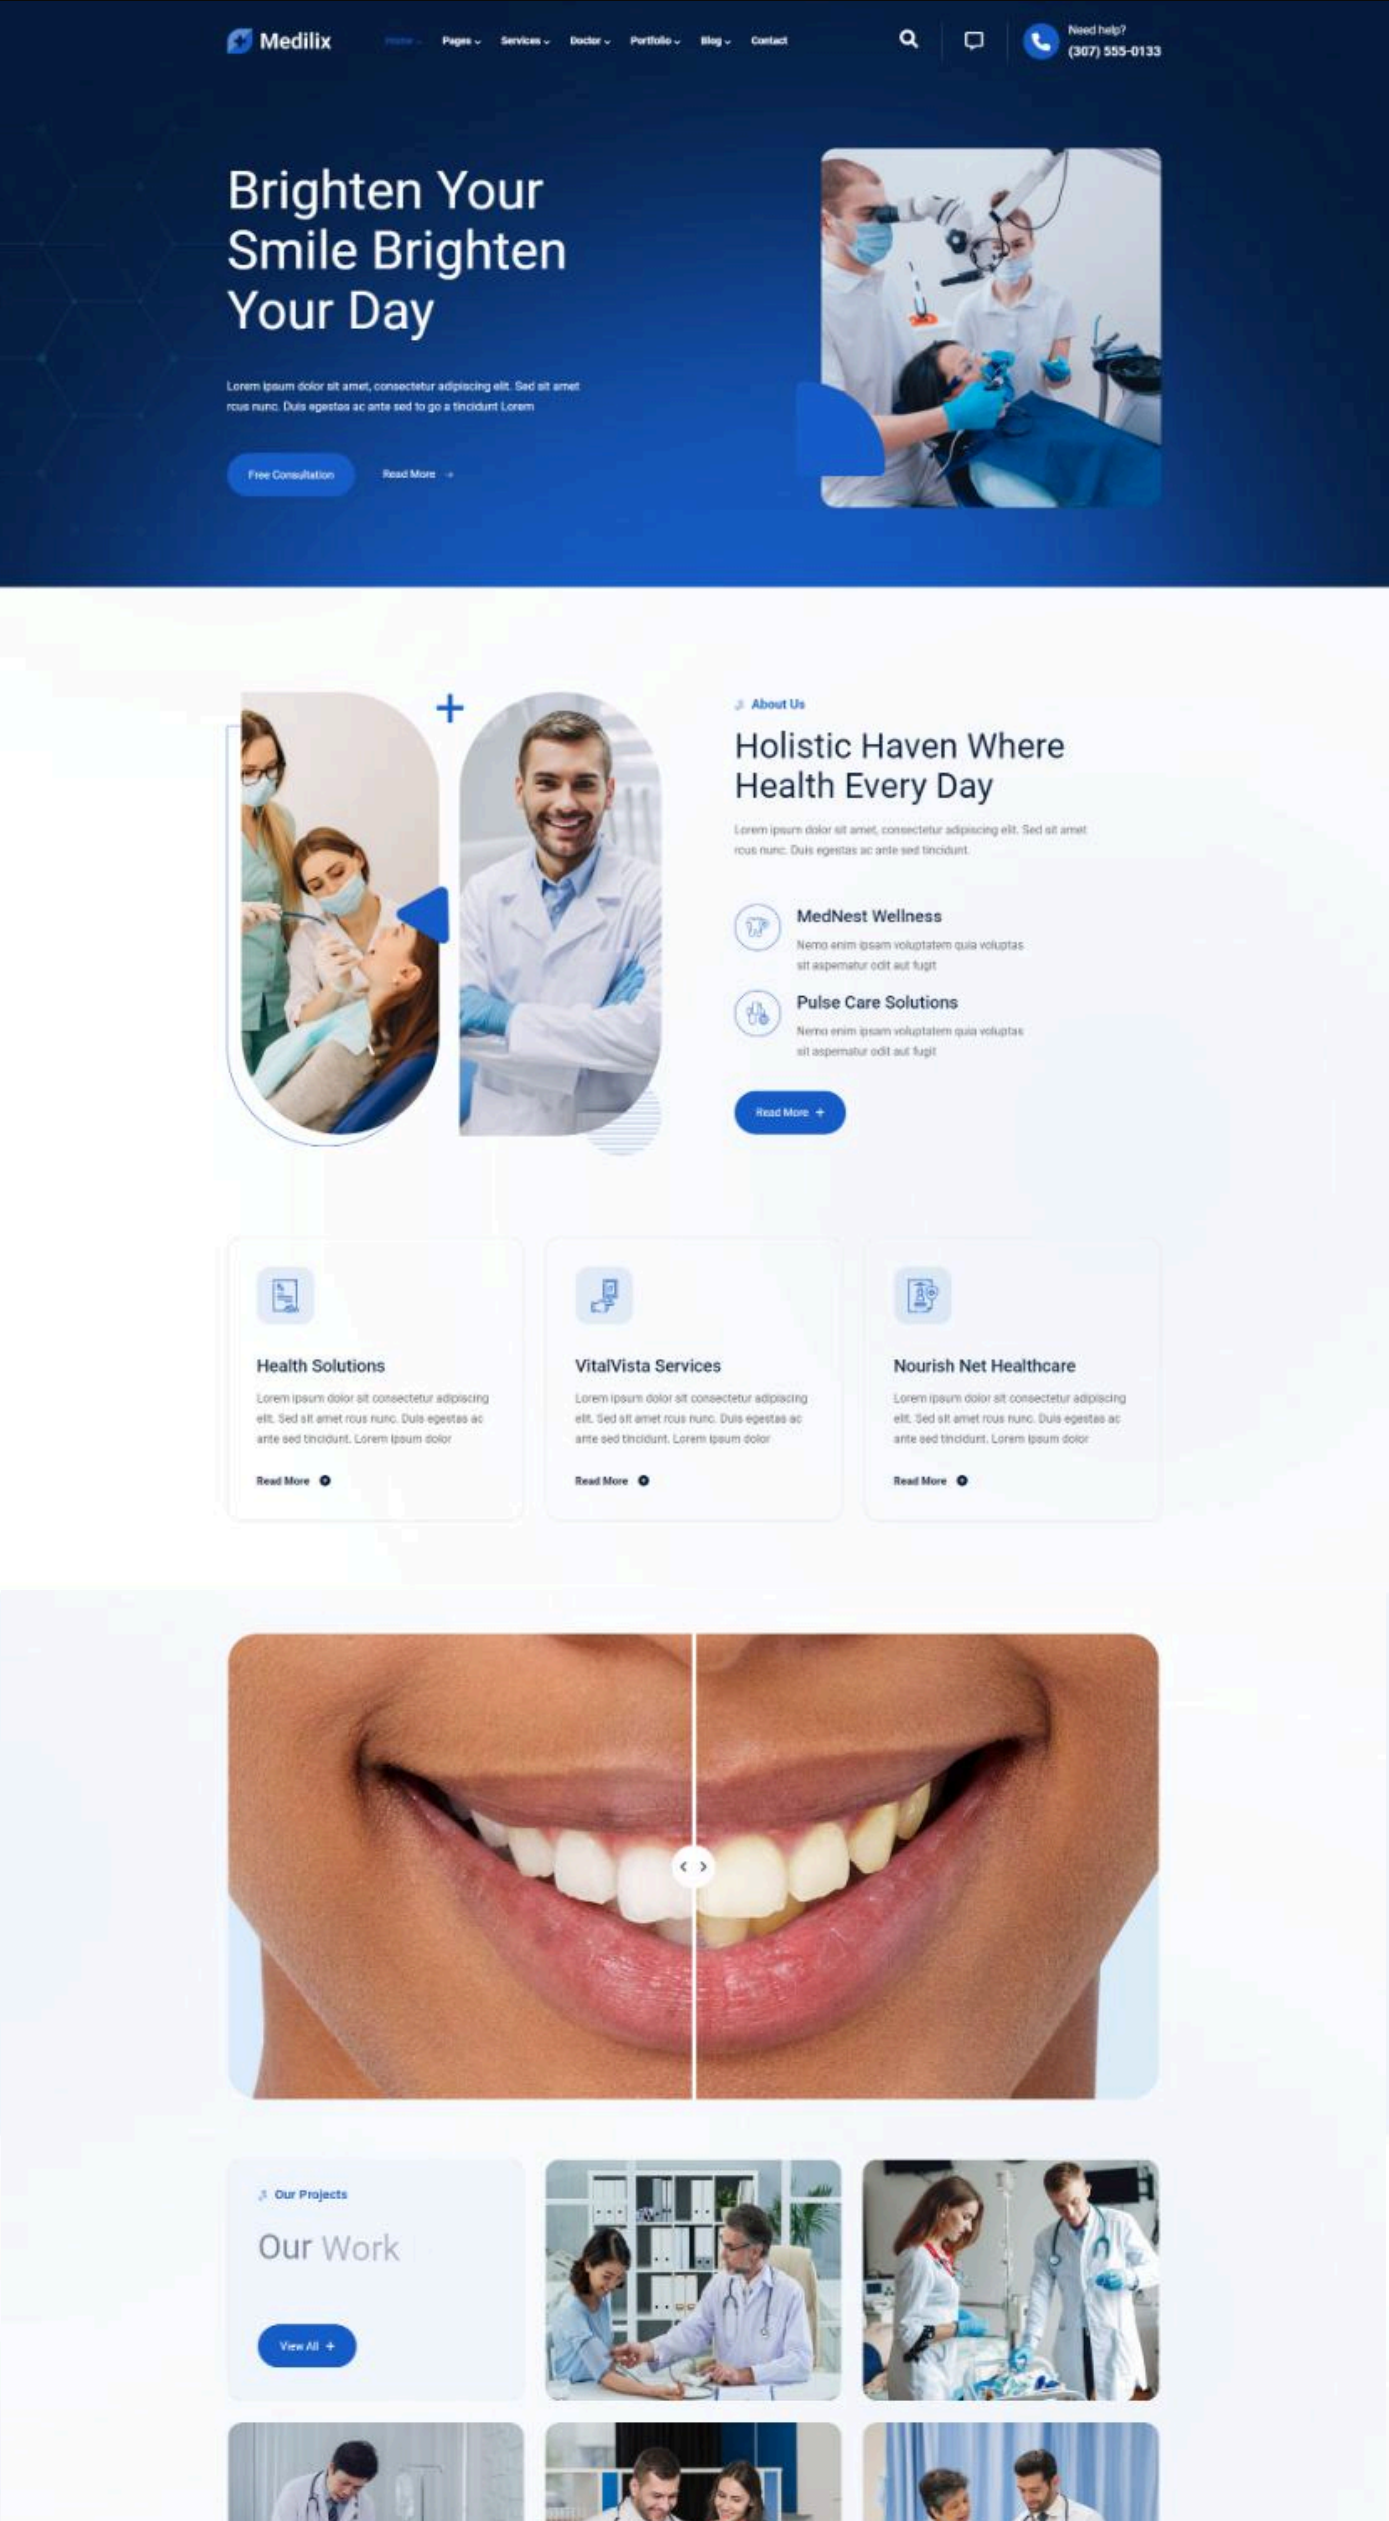 Medilix
Home Pages Services Doctor Portfolio Blog Contact
Need help?
(307) 555-0133
Brighten Your
Smile Brighten
Your Day
Lorem ipsum dolor sit amet, consectetur adipiscing elit. Sed sit amet
rcus nunc. Duis egestas ac ante sed to go a tincidunt Lorem
Free Consultation
Read More →
About Us
Holistic Haven Where
Health Every Day
Lorem ipsum dolor sit amet, consectetur adipiscing elit. Sed sit amet
rcus nunc. Duis egestas ac ante sed tincidunt.
MedNest Wellness
Nemo enim ipsam voluptatem quia voluptas
sit aspernatur odit aut fugit
Pulse Care Solutions
Nemo enim ipsam voluptatem quia voluptas
sit aspernatur odit aut fugit
Read More +
Health Solutions
Lorem ipsum dolor sit consectetur adipiscing
elit. Sed sit amet rcus nunc. Duis egestas ac
ante sed tincidunt. Lorem ipsum dolor
Read More
VitalVista Services
Lorem ipsum dolor sit consectetur adipiscing
elit. Sed sit amet rcus nunc. Duis egestas ac
ante sed tincidunt. Lorem ipsum dolor
Read More
Nourish Net Healthcare
Lorem ipsum dolor sit consectetur adipiscing
elit. Sed sit amet rcus nunc. Duis egestas ac
ante sed tincidunt. Lorem ipsum dolor
Read More
Our Projects
Our Work
View All +